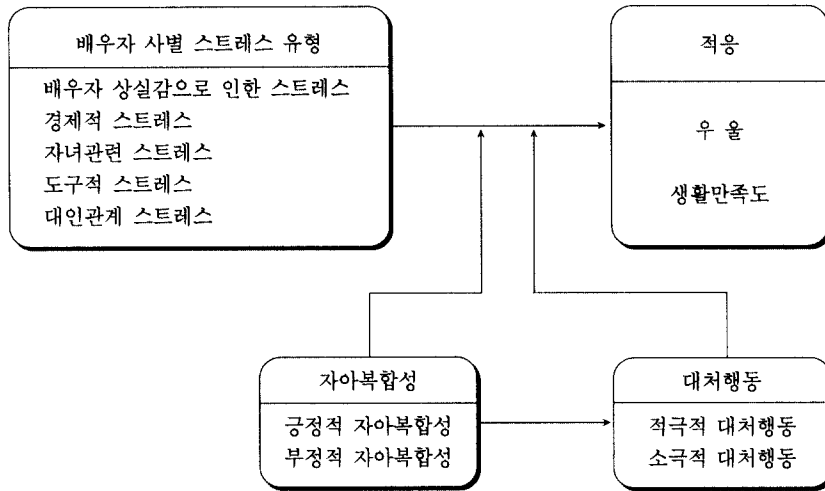 배우자 사별 스트레스 유형
배우자 상실감으로 인한 스트레스
경제적 스트레스
자녀관련 스트레스
도구적 스트레스
대인관계 스트레스
적응
우 울
생활만족도
자아복합성
긍정적 자아복합성
부정적 자아복합성
대처행동
적극적 대처행동
소극적 대처행동